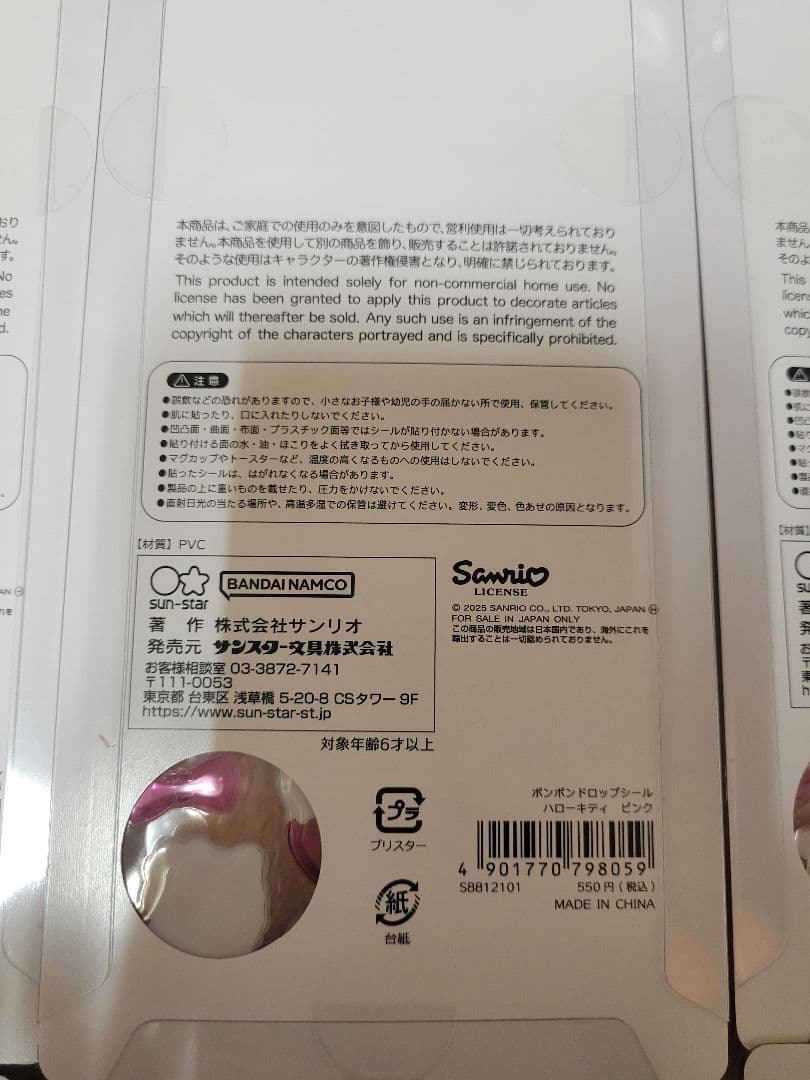 本商品は、ご家庭での使用のみを意図したもので、営利使用は一切考えられており
ません。本商品を使用して別の商品を飾り、販売することは許諾されておりません。
そのような使用はキャラクターの著作権侵害となり、明確に禁じられております。
This product is intended solely for non-commercial home use. No
license has been granted to apply this product to decorate articles
which will thereafter be sold. Any such use is an infringement of the
copyright of the characters portrayed and is specifically prohibited.
注意
●誤飲などの恐れがありますので、小さなお子様や幼児の手の届かない所で使用、保管してください。
●肌に貼ったり、口に入れたりしないでください。
●凹凸面・曲面・布面・プラスチック面等ではシールが貼り付かない場合があります。
●貼り付ける面の水・油・ほこりをよく拭き取ってから使用してください。
●マグカップやトースターなど、温度の高くなるものへの使用はしないでください。
●貼ったシールは、はがれなくなる場合があります。
●製品の上に重いものを載せたり、圧力をかけないでください。
●直射日光の当たる場所や、高温多湿での保管は避けてください。変形、変色、色あせの原因となります。
【材質】PVC
sun-star BANDAI NAMCO
著 作 株式会社サンリオ
発売元 サンスター文具株式会社
お客様相談室 03-3872-7141
〒111-0053
東京都 台東区 浅草橋 5-20-8 CSタワー 9F
https://www.sun-star-st.jp
Sanrio
LICENSE
© 2025 SANRIO CO., LTD. TOKYO, JAPAN Ⓗ
FOR SALE IN JAPAN ONLY
この商品の販売地域は日本国内であり、海外にこれを
輸出することは一切認められておりません。
対象年齢6才以上
プラ
ブリスター
紙
台紙
ボンボンドロップシール
ハローキティ ピンク
4 901770 798059
S8812101 550円(税込)
MADE IN CHINA